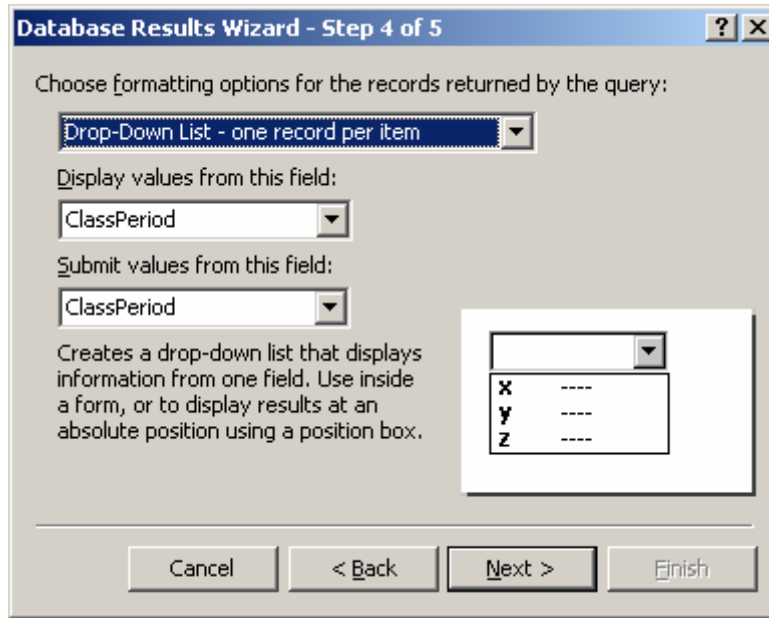 Database Results Wizard - Step 4 of 5
Choose formatting options for the records returned by the query:
Drop-Down List - one record per item
Display values from this field:
ClassPeriod
Submit values from this field:
ClassPeriod
Creates a drop-down list that displays
information from one field. Use inside
a form, or to display results at an
absolute position using a position box.
x ----
y ----
z ----
Cancel
< Back
Next >
Finish